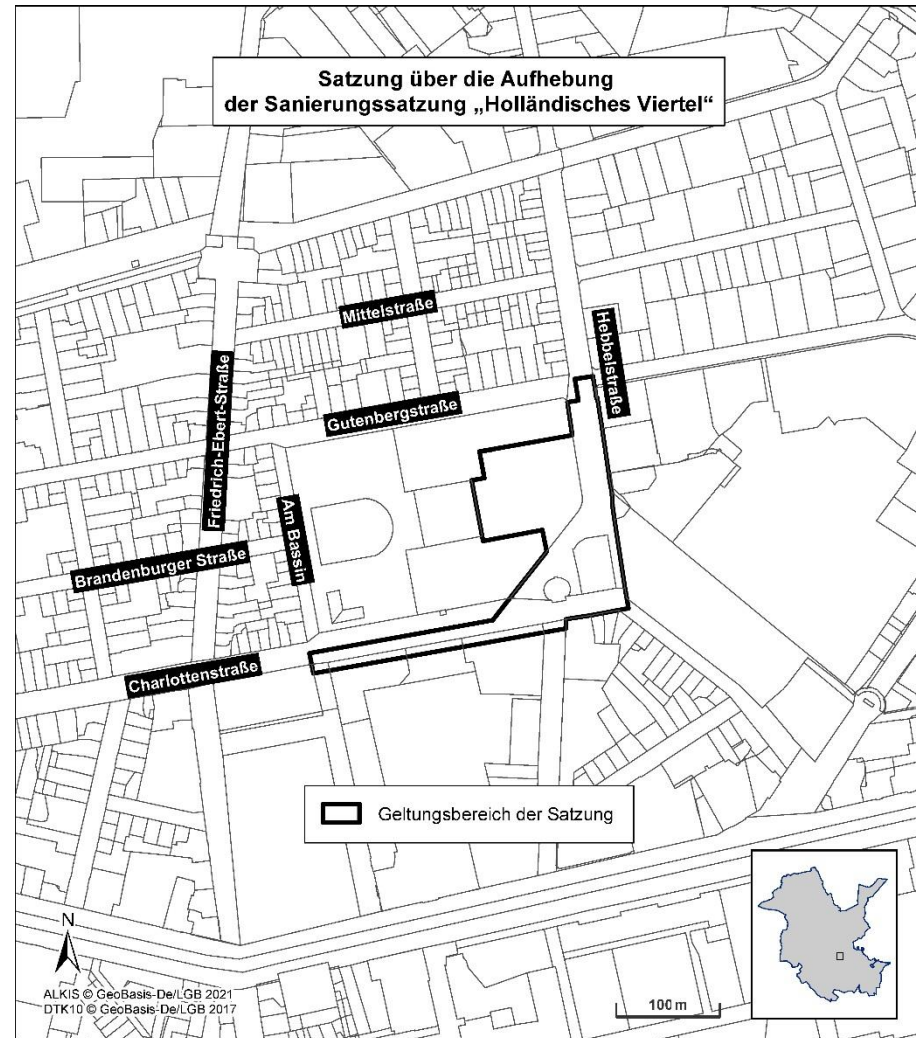 Satzung über die Aufhebung
der Sanierungssatzung „Holländisches Viertel“
Mittelstraße
Hebbelstraße
Friedrich-Ebert-Straße
Gutenbergstraße
Am Bassin
Brandenburger Straße
Charlottenstraße
Geltungsbereich der Satzung
N
ALKIS © GeoBasis-De/LGB 2021
DTK10 © GeoBasis-De/LGB 2017
100 m